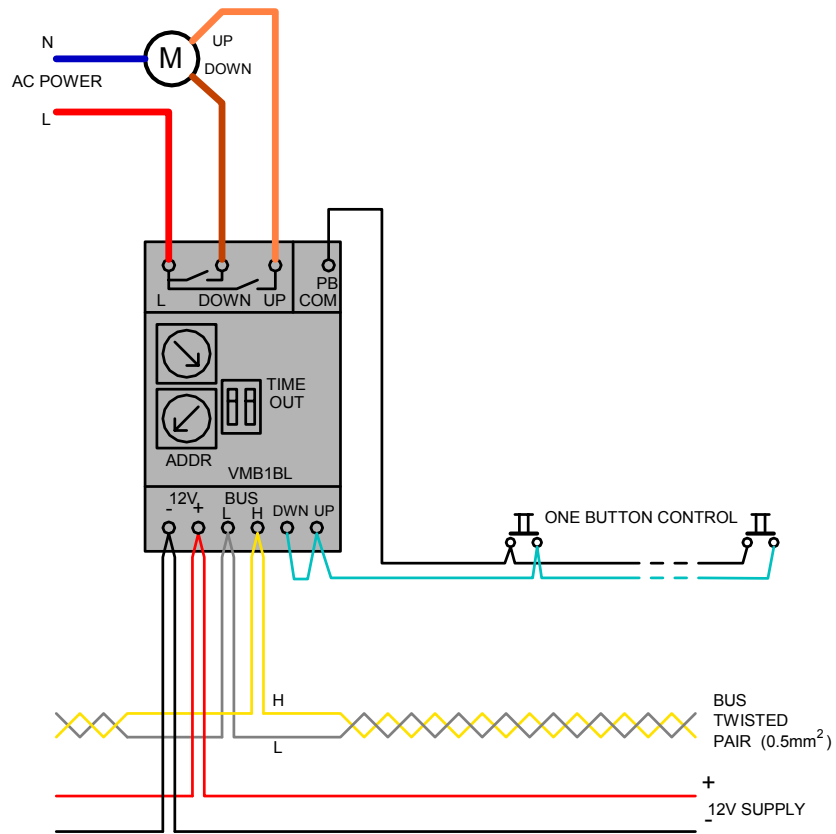 N
UP
M
DOWN
AC POWER
L
PB
L DOWN UP COM
TIME
OUT
ADDR
VMB1BL
12V BUS
- + L H DWN UP
ONE BUTTON CONTROL
H
L
BUS
TWISTED
PAIR (0.5mm²)
+
12V SUPPLY
-